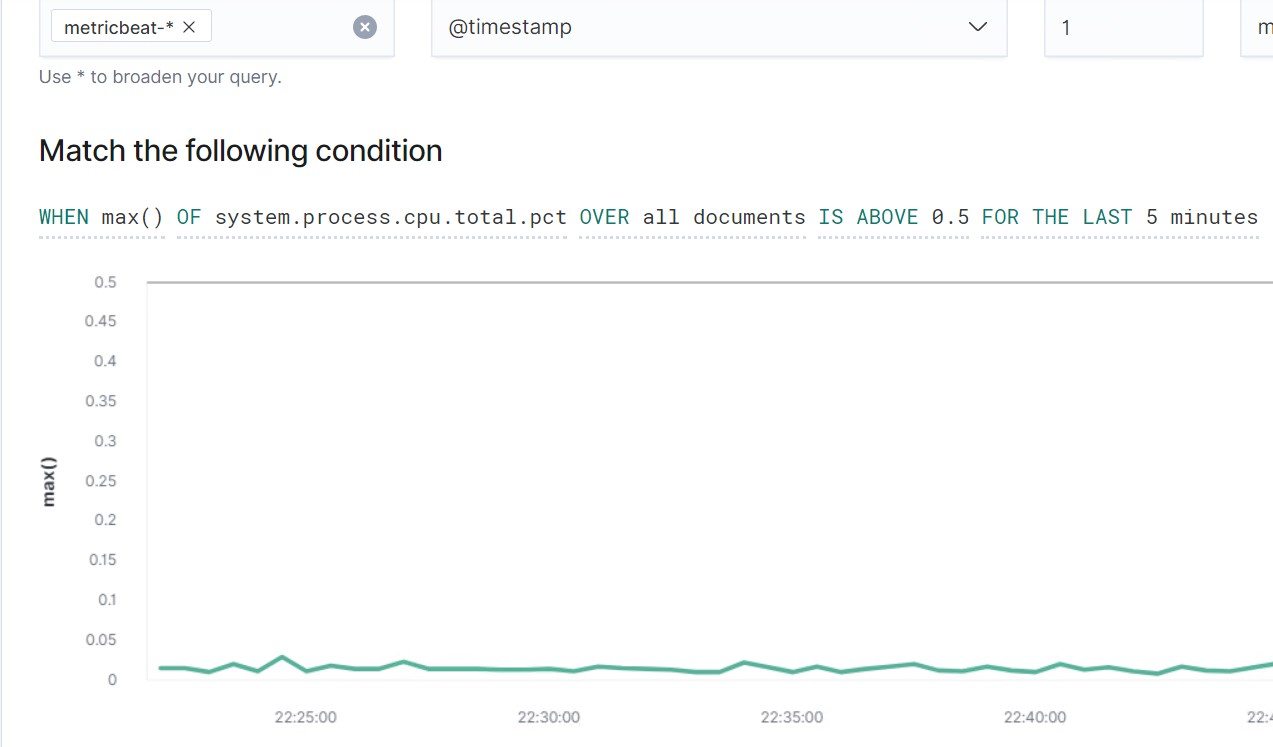 metricbeat-* ×
@timestamp
1
m
Use * to broaden your query.
Match the following condition
WHEN max() OF system.process.cpu.total.pct OVER all documents IS ABOVE 0.5 FOR THE LAST 5 minutes
0.5
0.45
0.4
0.35
0.3
0.25
0.2
0.15
0.1
0.05
0
max()
22:25:00 22:30:00 22:35:00 22:40:00 22:4